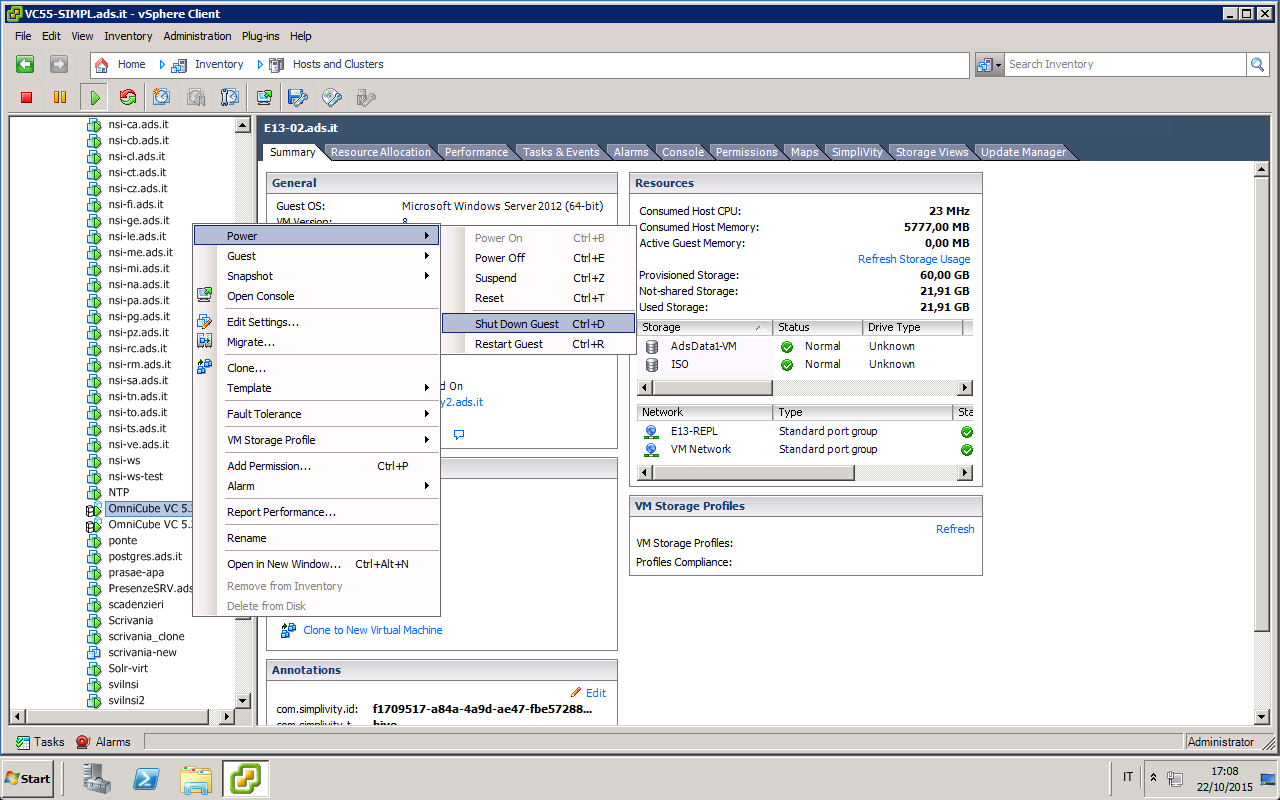 VC55-SIMPL.ads.it - vSphere Client
File Edit View Inventory Administration Plug-ins Help
Home Inventory Hosts and Clusters
Search Inventory
nsi-ca.ads.it
nsi-cb.ads.it
nsi-cl.ads.it
nsi-ct.ads.it
nsi-cz.ads.it
nsi-fi.ads.it
nsi-ge.ads.it
nsi-le.ads.it
nsi-me.ads.it
nsi-mi.ads.it
nsi-na.ads.it
nsi-pa.ads.it
nsi-pg.ads.it
nsi-pz.ads.it
nsi-rc.ads.it
nsi-rm.ads.it
nsi-sa.ads.it
nsi-tn.ads.it
nsi-to.ads.it
nsi-ts.ads.it
nsi-ve.ads.it
nsi-ws
nsi-ws-test
NTP
OmniCube VC 5.
OmniCube VC 5.
ponte
postgres.ads.it
prasae-apa
PresenzeSRV.ads
scadenzieri
Scrivania
scrivania_clone
scrivania-new
Solr-virt
svilnsi
svilnsi2
E13-02.ads.it
Summary Resource Allocation Performance Tasks & Events Alarms Console Permissions Maps SimpliVity Storage Views Update Manager
General
Guest OS: Microsoft Windows Server 2012 (64-bit)
VM Version: 8
Power
Guest
Snapshot
Open Console
Edit Settings...
Migrate...
Clone...
Template
Fault Tolerance
VM Storage Profile
Add Permission... Ctrl+P
Alarm
Report Performance...
Rename
Open in New Window... Ctrl+Alt+N
Remove from Inventory
Delete from Disk
Power On Ctrl+B
Power Off Ctrl+E
Suspend Ctrl+Z
Reset Ctrl+T
Shut Down Guest Ctrl+D
Restart Guest Ctrl+R
d On
y2.ads.it
Clone to New Virtual Machine
Annotations
Edit
com.simplivity.id: f1709517-a84a-4a9d-ae47-fbe57288...
com.simplivity.t hive
Resources
Consumed Host CPU: 23 MHz
Consumed Host Memory: 5777,00 MB
Active Guest Memory: 0,00 MB
Refresh Storage Usage
Provisioned Storage: 60,00 GB
Not-shared Storage: 21,91 GB
Used Storage: 21,91 GB
Storage Status Drive Type
AdsData1-VM Normal Unknown
ISO Normal Unknown
Network Type Sta
E13-REPL Standard port group
VM Network Standard port group
VM Storage Profiles
Refresh
VM Storage Profiles:
Profiles Compliance:
Tasks Alarms Administrator
Start IT 17:08
22/10/2015